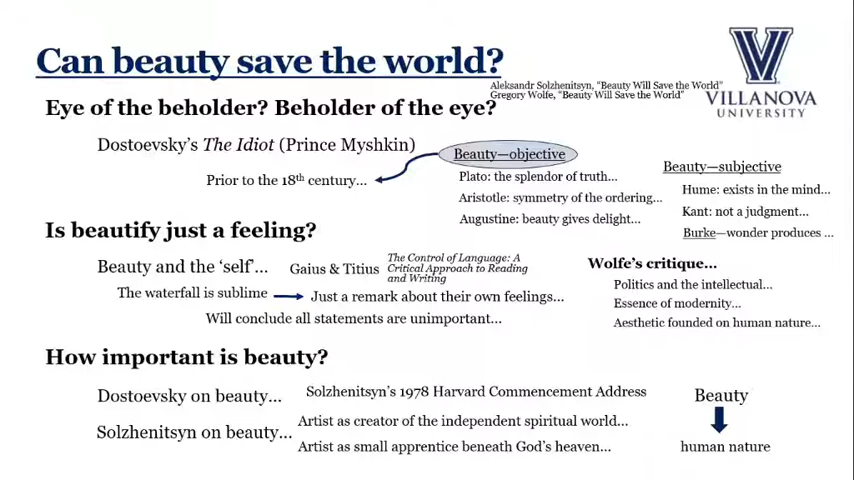 Can beauty save the world?
Aleksandr Solzhenitsyn, "Beauty Will Save the World"
Gregory Wolfe, "Beauty Will Save the World"
VILLANOVA
UNIVERSITY
Eye of the beholder? Beholder of the eye?
Dostoevsky's The Idiot (Prince Myshkin)
Prior to the 18th century...
Beauty—objective
Plato: the splendor of truth...
Aristotle: symmetry of the ordering...
Augustine: beauty gives delight...
Beauty—subjective
Hume: exists in the mind...
Kant: not a judgment...
Burke—wonder produces ...
Is beautify just a feeling?
Beauty and the 'self'...
Gaius & Titius
The Control of Language: A
Critical Approach to Reading
and Writing
The waterfall is sublime
Just a remark about their own feelings...
Will conclude all statements are unimportant...
Wolfe's critique...
Politics and the intellectual...
Essence of modernity...
Aesthetic founded on human nature...
How important is beauty?
Dostoevsky on beauty...
Solzhenitsyn's 1978 Harvard Commencement Address
Solzhenitsyn on beauty...
Artist as creator of the independent spiritual world...
Artist as small apprentice beneath God's heaven...
Beauty
human nature